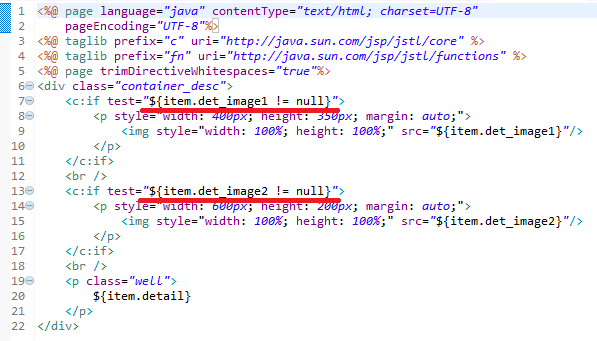 1 <%@ page language="java" contentType="text/html; charset=UTF-8"
2 pageEncoding="UTF-8"%>
3 <%@ taglib prefix="c" uri="http://java.sun.com/jsp/jstl/core" %>
4 <%@ taglib prefix="fn" uri="http://java.sun.com/jsp/jstl/functions" %>
5 <%@ page trimDirectiveWhitespaces="true"%>
6 <div class="container_desc">
7 <c:if test="${item.det_image1 != null}">
8 <p style="width: 400px; height: 350px; margin: auto;">
9 <img style="width: 100%; height: 100%;" src="${item.det_image1}"/>
10 </p>
11 </c:if>
12 <br />
13 <c:if test="${item.det_image2 != null}">
14 <p style="width: 600px; height: 200px; margin: auto;">
15 <img style="width: 100%; height: 100%;" src="${item.det_image2}"/>
16 </p>
17 </c:if>
18 <br />
19 <p class="well">
20 ${item.detail}
21 </p>
22 </div>